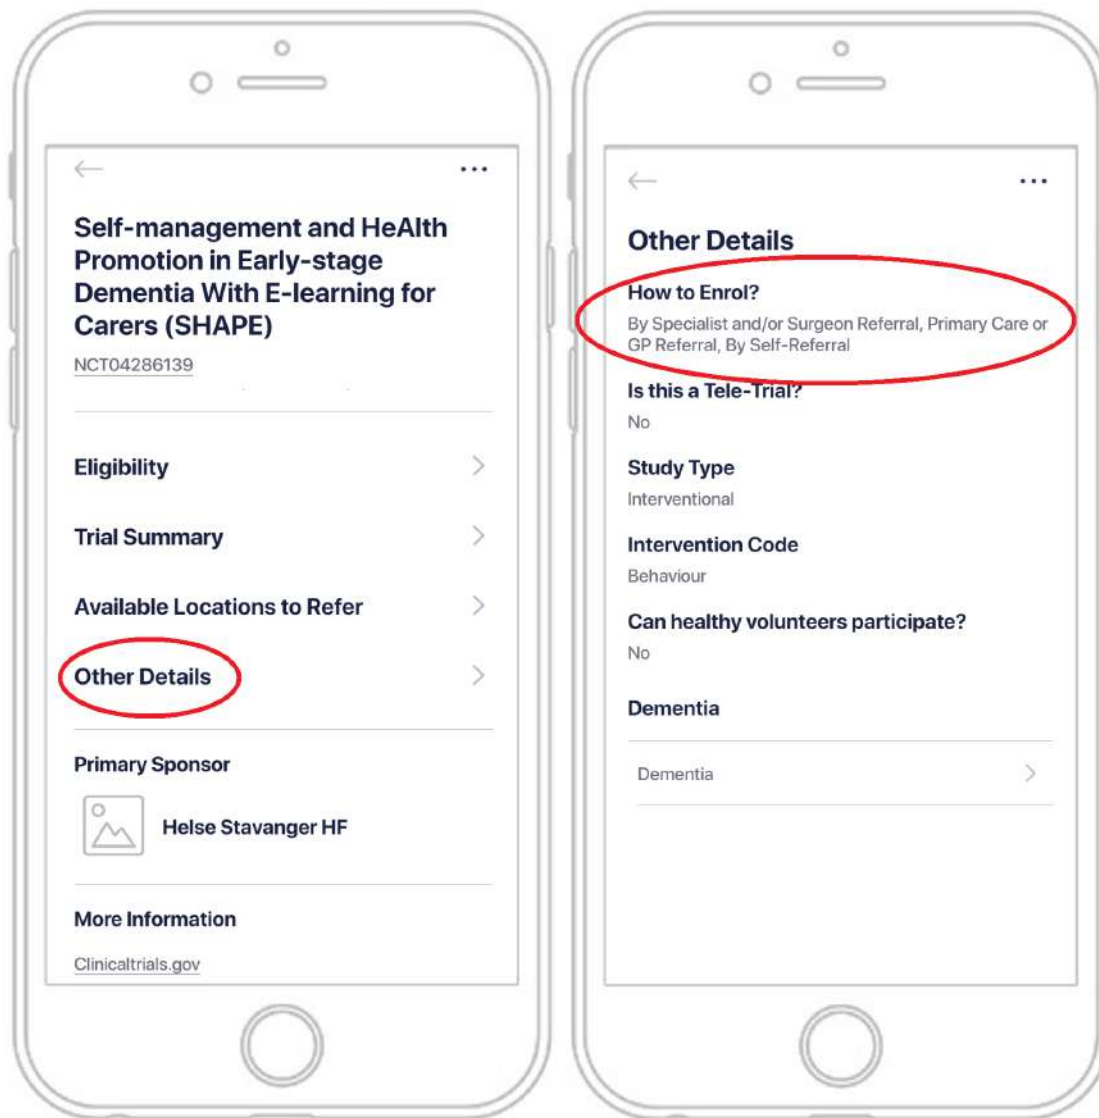 Self-management and HeAlth
Promotion in Early-stage
Dementia With E-learning for
Carers (SHAPE)
NCT04286139
Eligibility
Trial Summary
Available Locations to Refer
Other Details
Primary Sponsor
Helse Stavanger HF
More Information
Clinicaltrials.gov
Other Details
How to Enrol?
By Specialist and/or Surgeon Referral, Primary Care or
GP Referral, By Self-Referral
Is this a Tele-Trial?
No
Study Type
Interventional
Intervention Code
Behaviour
Can healthy volunteers participate?
No
Dementia
Dementia